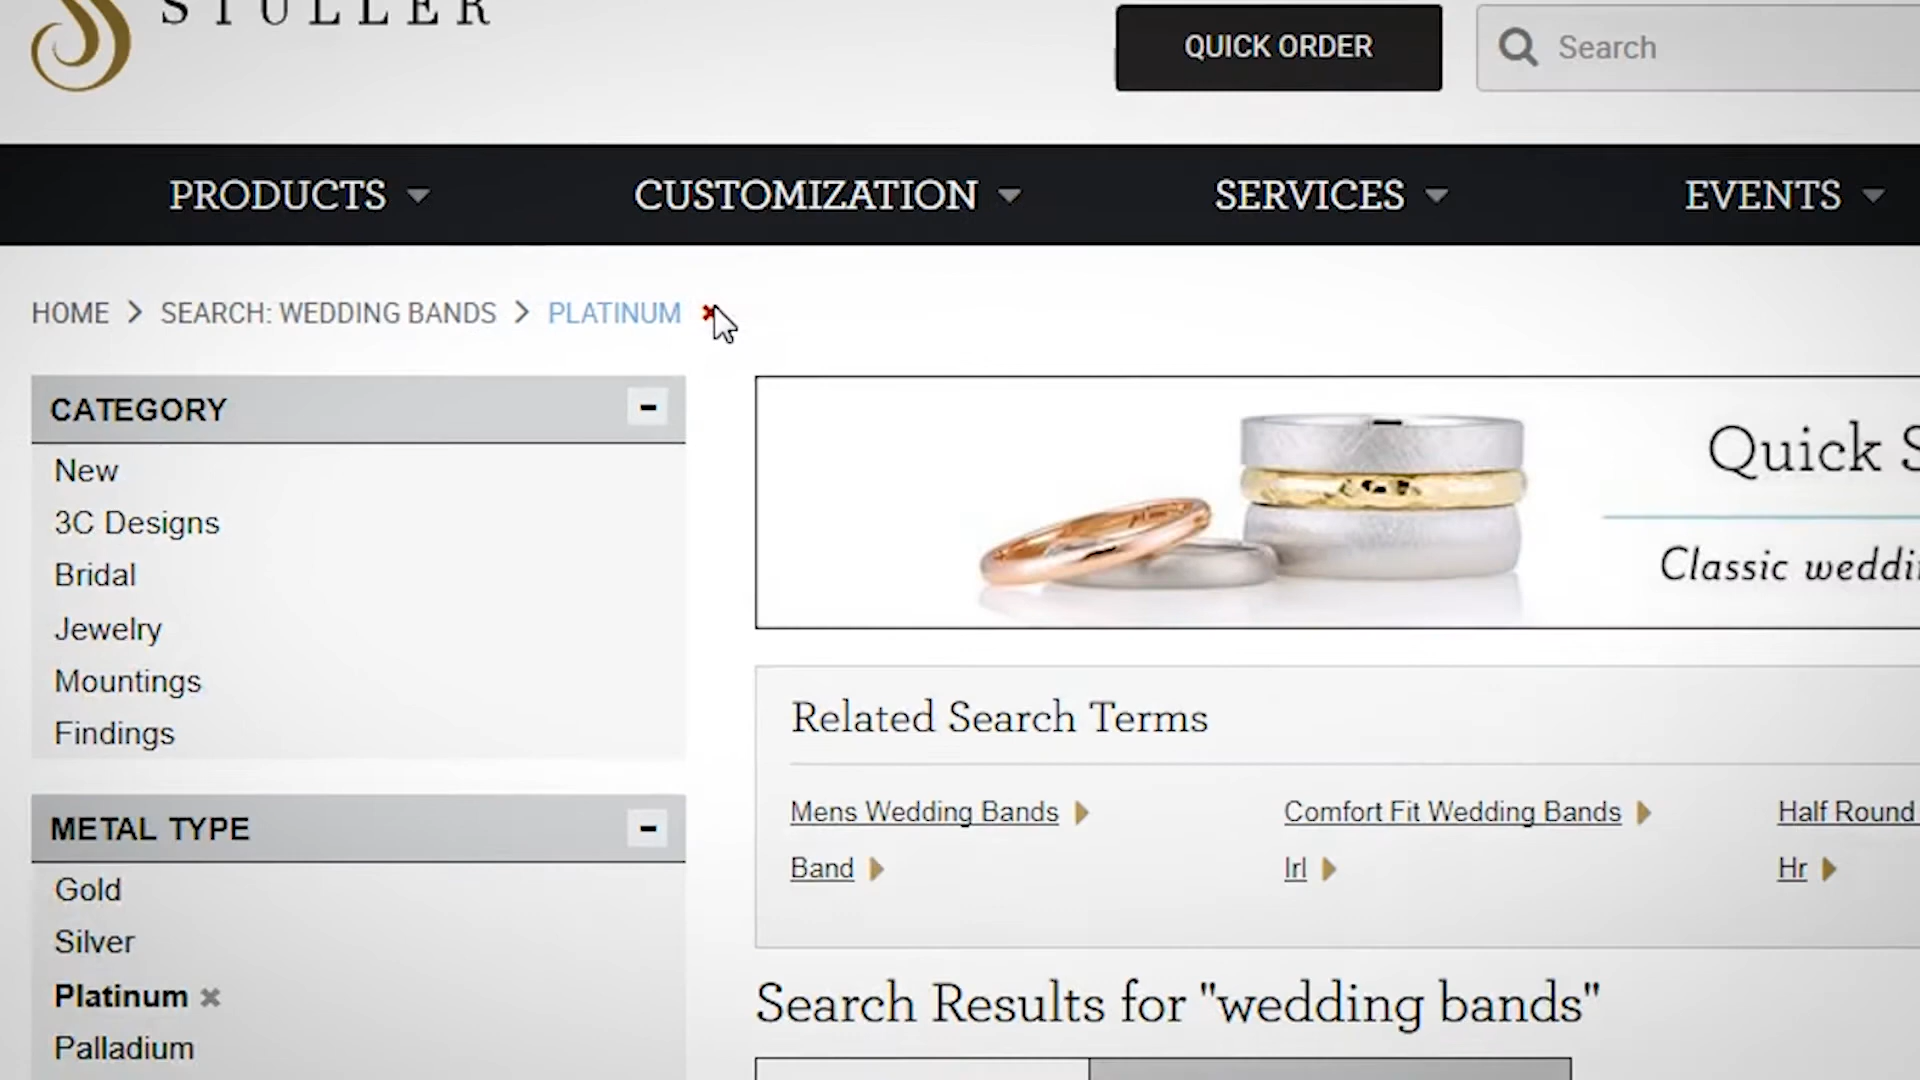 STULLER
QUICK ORDER
Search
PRODUCTS
CUSTOMIZATION
SERVICES
EVENTS
HOME > SEARCH: WEDDING BANDS > PLATINUM
CATEGORY
New
3C Designs
Bridal
Jewelry
Mountings
Findings
METAL TYPE
Gold
Silver
Platinum
Palladium
Quick S
Classic weddi
Related Search Terms
Mens Wedding Bands
Comfort Fit Wedding Bands
Half Round
Band
Irl
Hr
Search Results for "wedding bands"